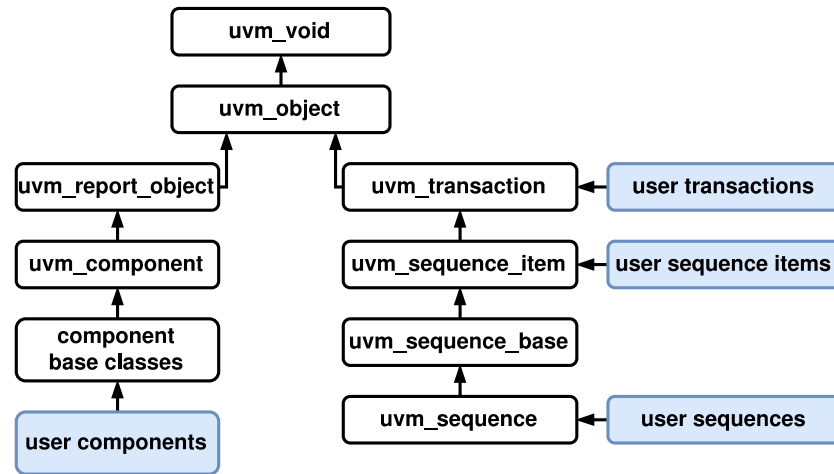 uvm_void
uvm_object
uvm_report_object
uvm_transaction
user transactions
uvm_component
uvm_sequence_item
user sequence items
component
base classes
uvm_sequence_base
user components
uvm_sequence
user sequences